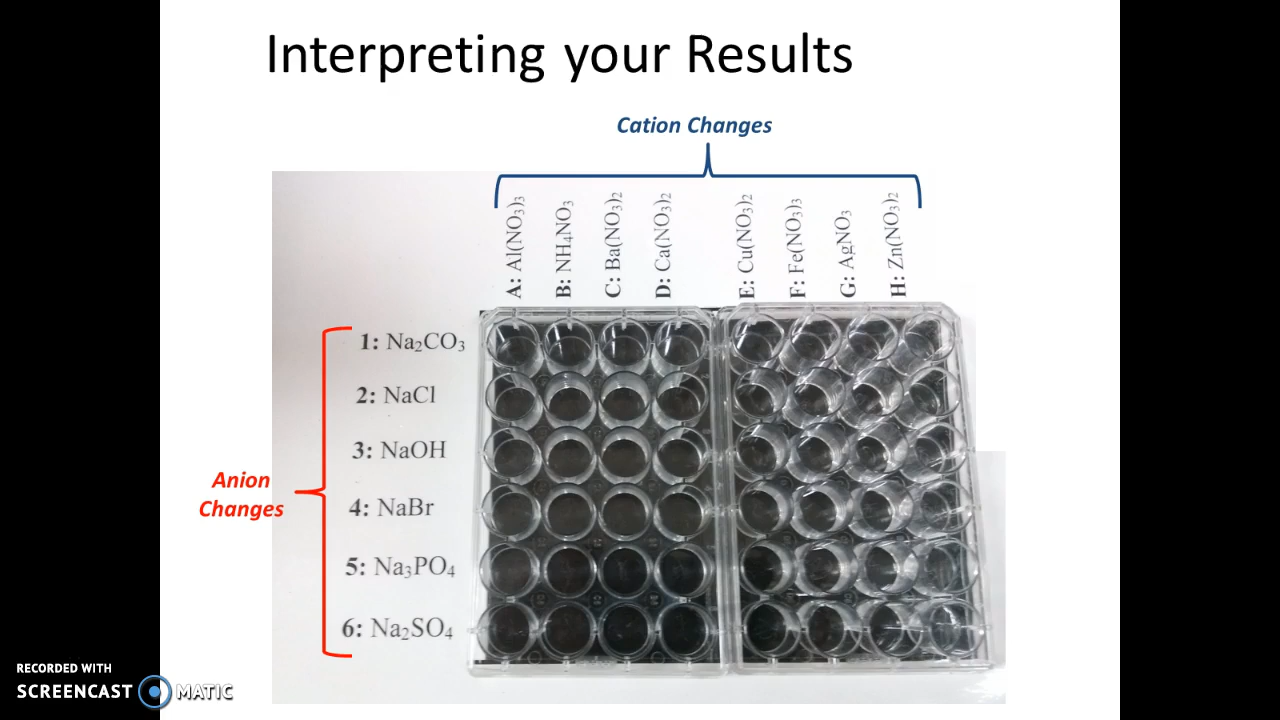 Interpreting your Results
Cation Changes
A: Al(NO₃)₃
B: NH₄NO₃
C: Ba(NO₃)₂
D: Ca(NO₃)₂
E: Cu(NO₃)₂
F: Fe(NO₃)₃
G: AgNO₃
H: Zn(NO₃)₂
1: Na₂CO₃
2: NaCl
3: NaOH
4: NaBr
5: Na₃PO₄
6: Na₂SO₄
Anion
Changes
RECORDED WITH
SCREENCAST MATIC